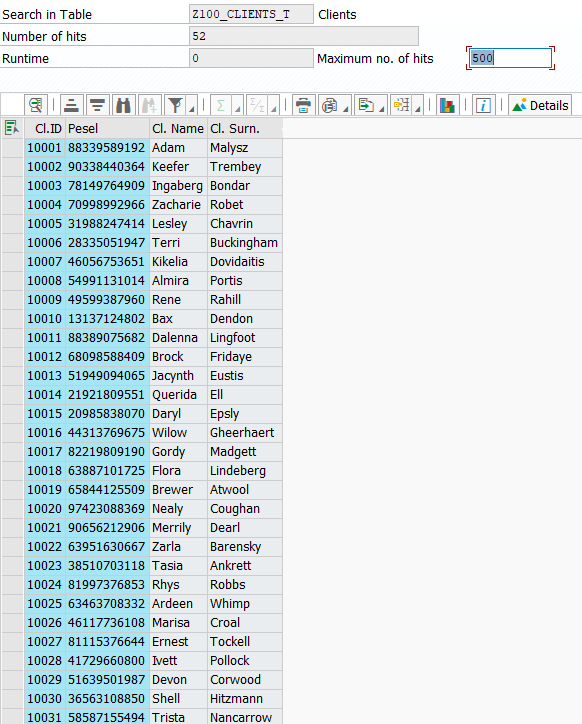 Search in Table Z100_CLIENTS_T Clients
Number of hits 52
Runtime 0 Maximum no. of hits 500
Details
Cl.ID Pesel Cl. Name Cl. Surn.
10001 88339589192 Adam Malysz
10002 90338440364 Keefer Trembey
10003 78149764909 Ingaberg Bondar
10004 70998992966 Zacharie Robet
10005 31988247414 Lesley Chavrin
10006 28335051947 Terri Buckingham
10007 46056753651 Kikelia Dovidaitis
10008 54991131014 Almira Portis
10009 49599387960 Rene Rahill
10010 13137124802 Bax Dendon
10011 88389075682 Dalenna Lingfoot
10012 68098588409 Brock Fridaye
10013 51949094065 Jacynth Eustis
10014 21921809551 Querida Ell
10015 20985838070 Daryl Epsly
10016 44313769675 Wilow Gheerhaert
10017 82219809190 Gordy Madgett
10018 63887101725 Flora Lindeberg
10019 65844125509 Brewer Atwool
10020 97423088369 Nealy Coughan
10021 90656212906 Merrily Dearl
10022 63951630667 Zarla Barensky
10023 38510703118 Tasia Ankrett
10024 81997376853 Rhys Robbs
10025 63463708332 Ardeen Whimp
10026 46117736108 Marisa Croal
10027 81115376644 Ernest Tockell
10028 41729660800 Ivett Pollock
10029 51639501987 Devon Corwood
10030 36563108850 Shell Hitzmann
10031 58587155494 Trista Nancarrow